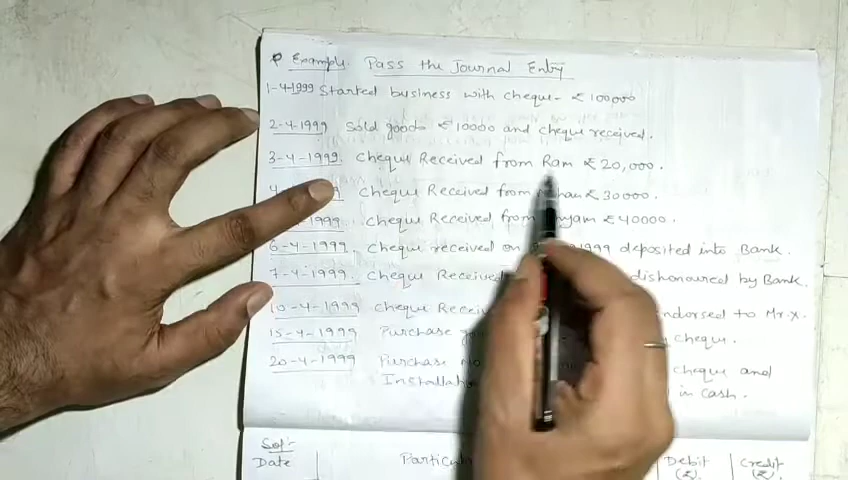 Example Pass the Journal Entry
1-4-1999 Started business with cheque - ₹ 100000
2-4-1999 Sold goods ₹ 10000 and cheque received.
3-4-1999. Cheque Received from Ram ₹ 20,000.
Cheque Received from ₹ 30000.
1999. Cheque Received from ₹ 40000.
6-4-1999. Cheque received on 1999 deposited into Bank.
7-4-1999. Cheque Received dishonoured by Bank.
10-4-1999 Cheque endorsed to Mr. X.
15-4-1999 Purchase cheque.
20-4-1999 Purchase cheque and
Installation in cash.
Sol:-
Date Debit (₹) Credit (₹)